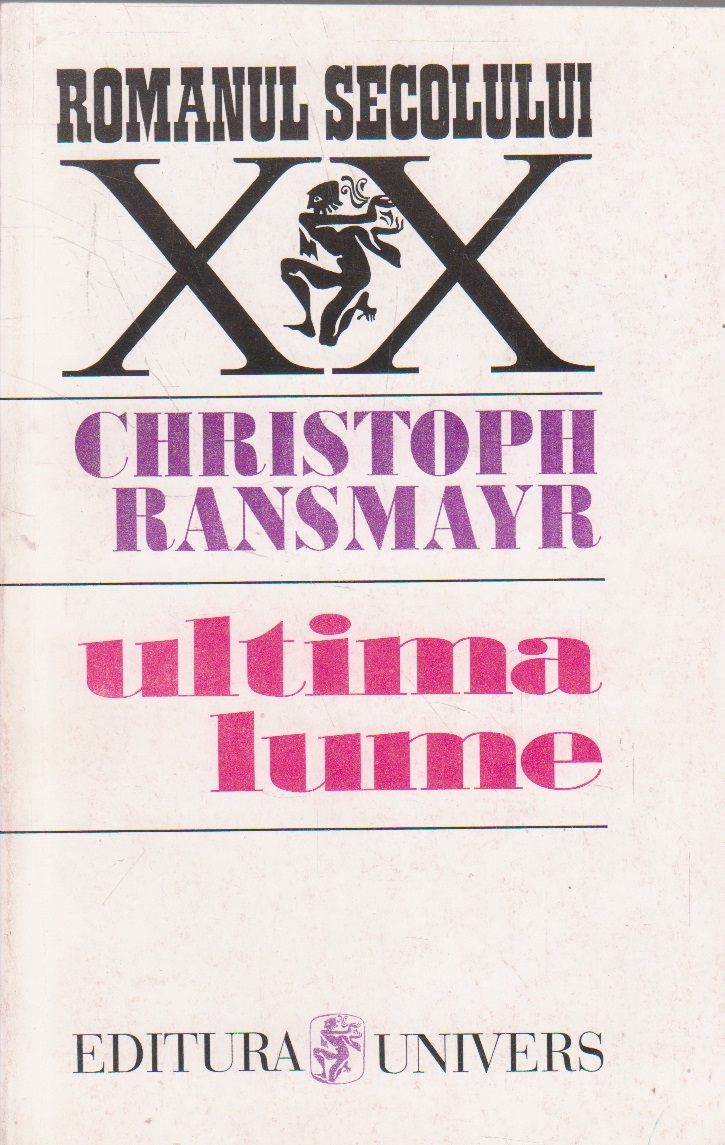 ROMANUL SECOLULUI
XX
CHRISTOPH
RANSMAYR
ultima
lume
EDITURA UNIVERS